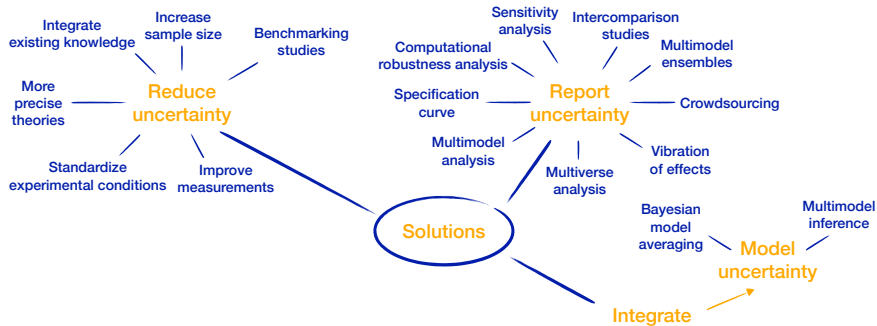 Integrate
existing knowledge
Increase
sample size
Benchmarking
studies
More
precise
theories
Reduce
uncertainty
Standardize
experimental conditions
Improve
measurements
Sensitivity
analysis
Intercomparison
studies
Computational
robustness analysis
Multimodel
ensembles
Specification
curve
Report
uncertainty
Crowdsourcing
Multimodel
analysis
Multiverse
analysis
Vibration
of effects
Solutions
Bayesian
model
averaging
Multimodel
inference
Model
uncertainty
Integrate